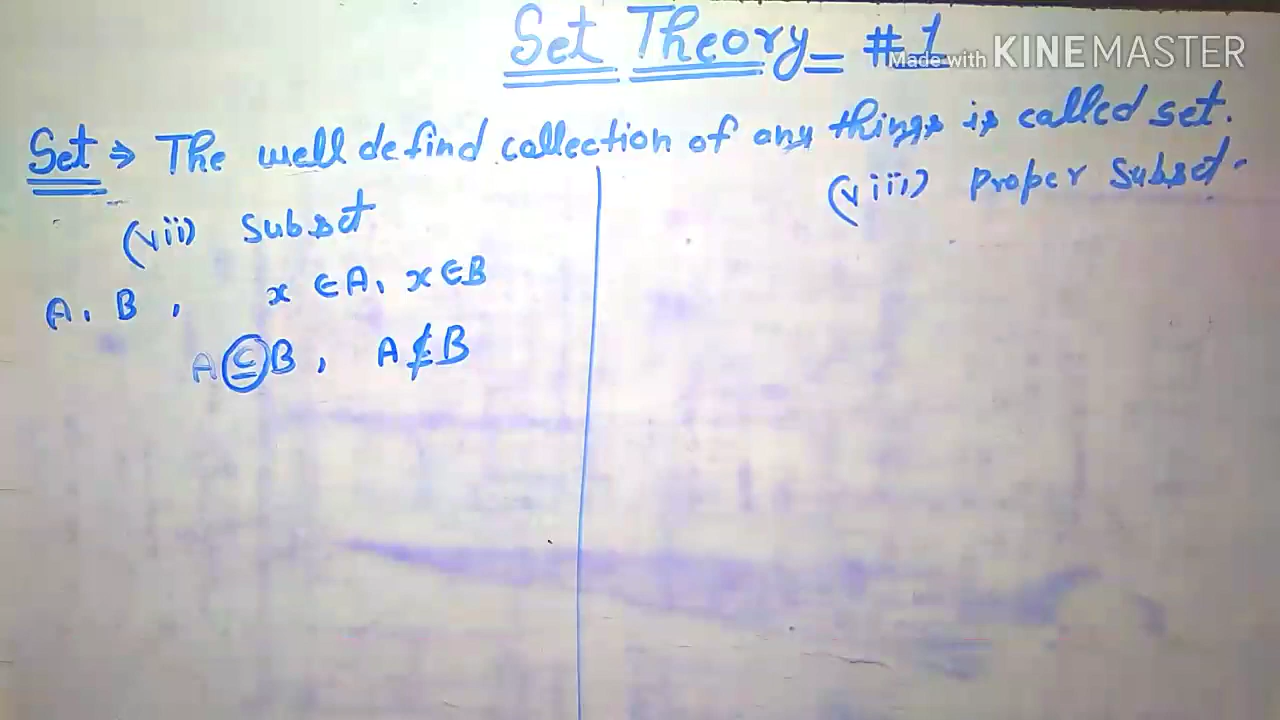 Set Theory = #1
Made with KINEMASTER
Set ⇒ The well defind collection of any things is called set.
(vii) Subset
A, B, x ∈ A, x ∈ B
A ⊆ B, A ⊈ B
(viii) Proper Subset.